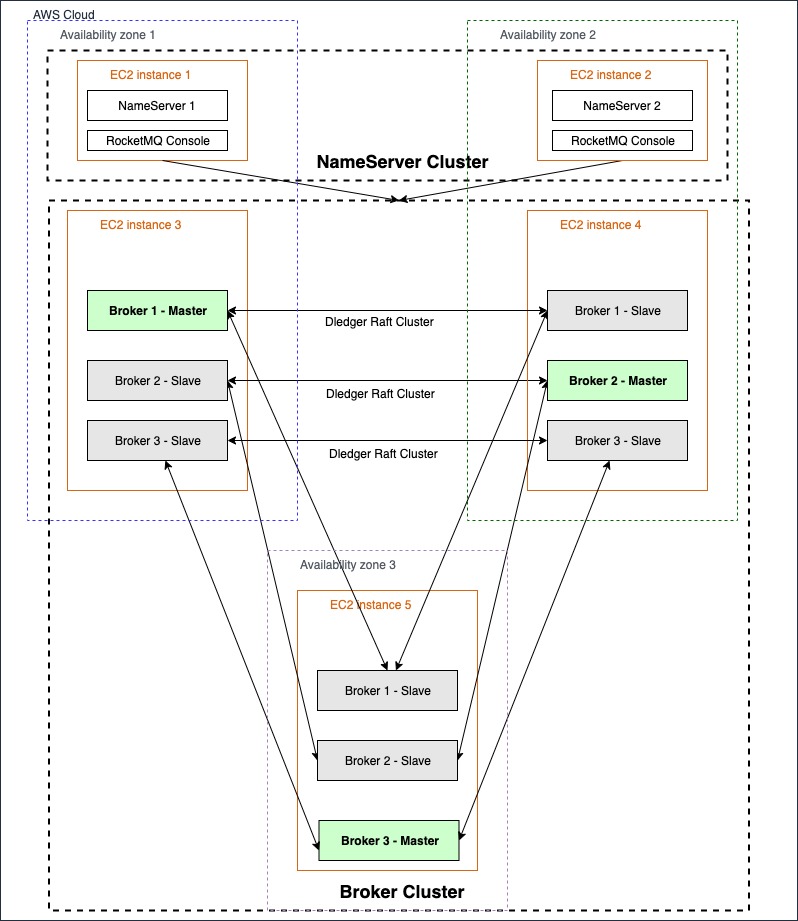 AWS Cloud
Availability zone 1
Availability zone 2
EC2 instance 1
EC2 instance 2
NameServer 1
NameServer 2
RocketMQ Console
RocketMQ Console
NameServer Cluster
EC2 instance 3
EC2 instance 4
Broker 1 - Master
Broker 1 - Slave
Dledger Raft Cluster
Broker 2 - Slave
Broker 2 - Master
Dledger Raft Cluster
Broker 3 - Slave
Broker 3 - Slave
Dledger Raft Cluster
Availability zone 3
EC2 instance 5
Broker 1 - Slave
Broker 2 - Slave
Broker 3 - Master
Broker Cluster